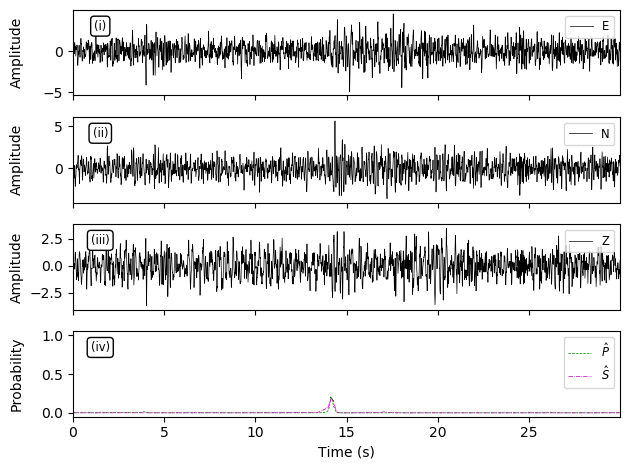 (i)
E
Amplitude
0
−5
(ii)
N
Amplitude
5
0
(iii)
Z
Amplitude
2.5
0.0
−2.5
(iv)
P̂
Ŝ
Probability
1.0
0.5
0.0
0 5 10 15 20 25
Time (s)